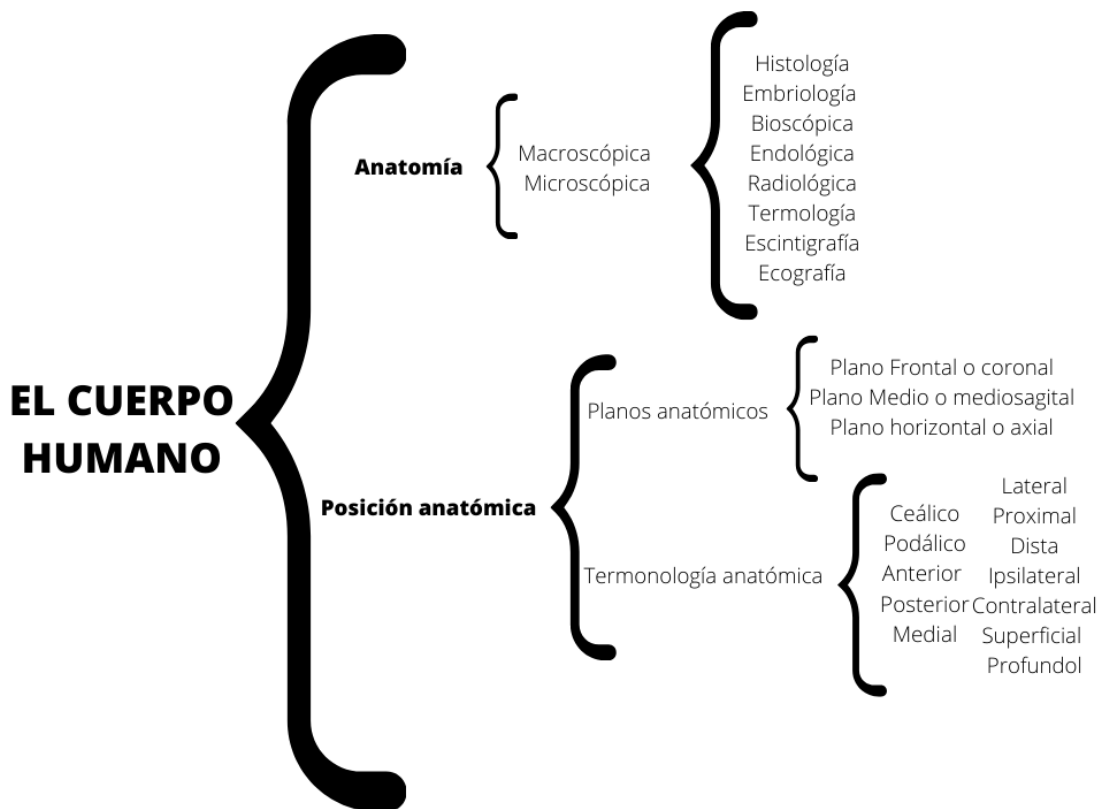 EL CUERPO
HUMANO
Anatomía
Macroscópica
Microscópica
Histología
Embriología
Bioscópica
Endológica
Radiológica
Termología
Escintigrafía
Ecografía
Posición anatómica
Planos anatómicos
Plano Frontal o coronal
Plano Medio o mediosagital
Plano horizontal o axial
Termonología anatómica
Ceálico
Podálico
Anterior
Posterior
Medial
Lateral
Proximal
Dista
Ipsilateral
Contralateral
Superficial
Profundol